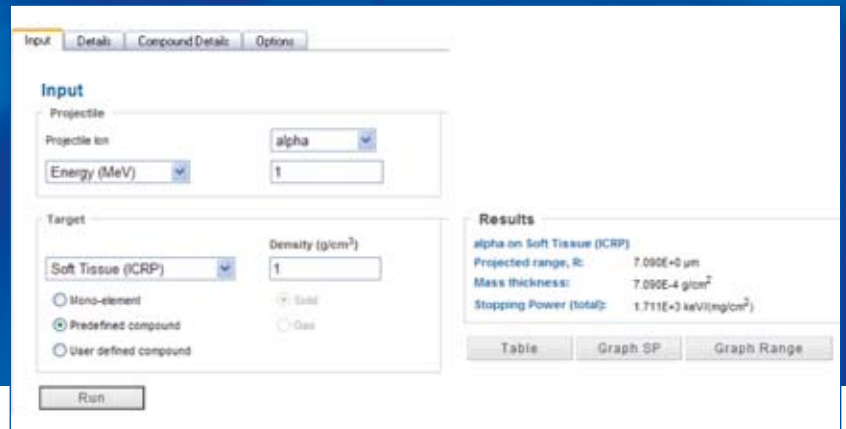 Input Details Compound Details Options
Input
Projectile
Projectile ion alpha
Energy (MeV) 1
Target
Density (g/cm³)
Soft Tissue (ICRP) 1
Mono-element Solid
Predefined compound Gas
User defined compound
Run
Results
alpha on Soft Tissue (ICRP)
Projected range, R: 7.090E+0 µm
Mass thickness: 7.090E-4 g/cm²
Stopping Power (total): 1.711E+3 keV/(mg/cm²)
Table Graph SP Graph Range